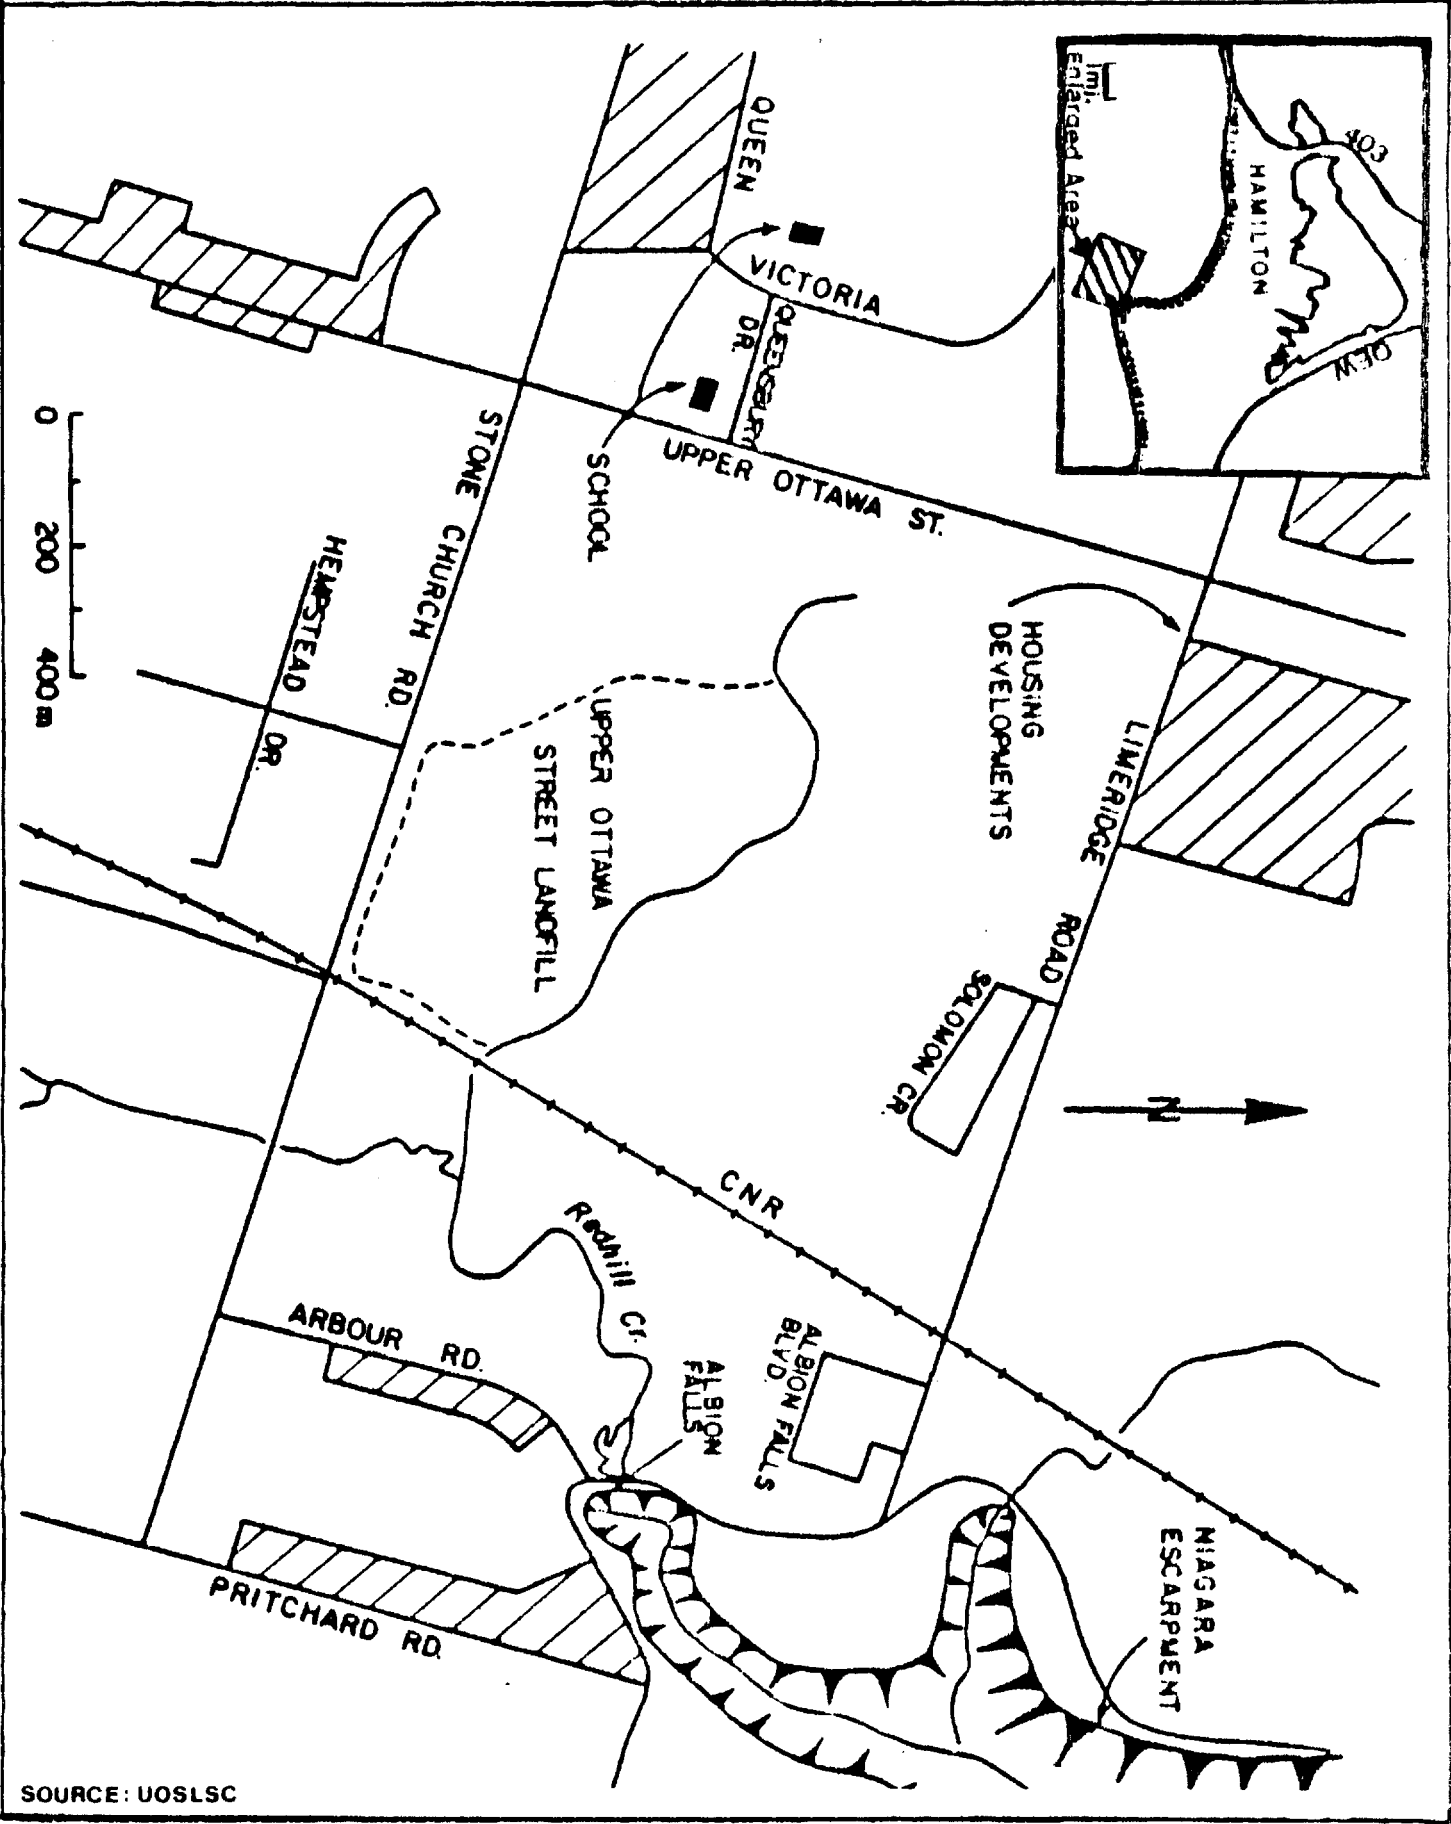 403
HAMILTON
QEW
1mi.
Enlarged Area
QUEEN
VICTORIA
DR.
QUEENSBURY
UPPER OTTAWA ST.
SCHOOL
STONE CHURCH RD.
HEMPSTEAD
DR.
0 200 400 m
HOUSING
DEVELOPMENTS
LIMERIDGE ROAD
UPPER OTTAWA
STREET LANDFILL
SOLOMON CR.
N
CNR
Redhill Cr.
ARBOUR RD.
ALBION
FALLS
ALBION FALLS
BLVD.
NIAGARA
ESCARPMENT
PRITCHARD RD.
SOURCE: UOSLSC